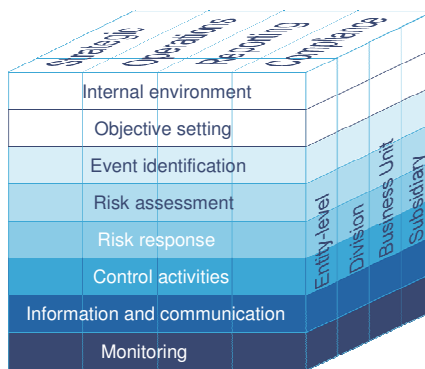 Strategic
Operations
Reporting
Compliance
Internal environment
Objective setting
Event identification
Risk assessment
Risk response
Control activities
Information and communication
Monitoring
Entity-level
Division
Business Unit
Subsidiary